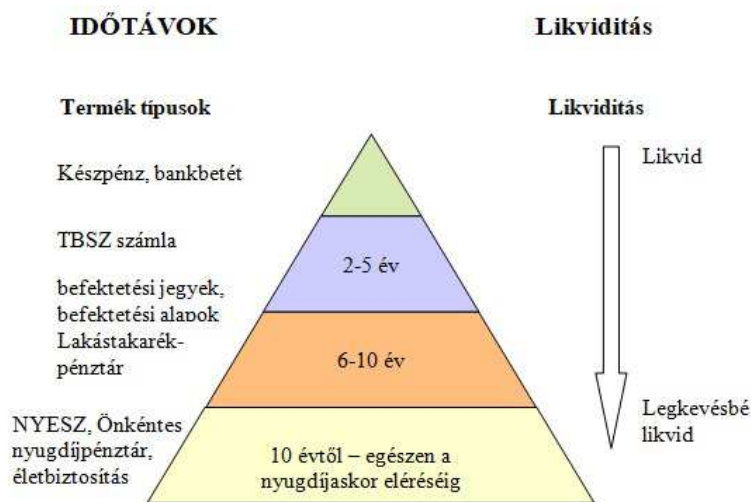 IDŐTÁVOK
Likviditás
Termék típusok
Likviditás
Készpénz, bankbetét
Likvid
TBSZ számla
2-5 év
befektetési jegyek,
befektetési alapok
Lakástakarék-
pénztár
6-10 év
NYESZ, Önkéntes
nyugdíjpénztár,
életbiztosítás
10 évtől – egészen a
nyugdíjaskor eléréséig
Legkevésbé
likvid